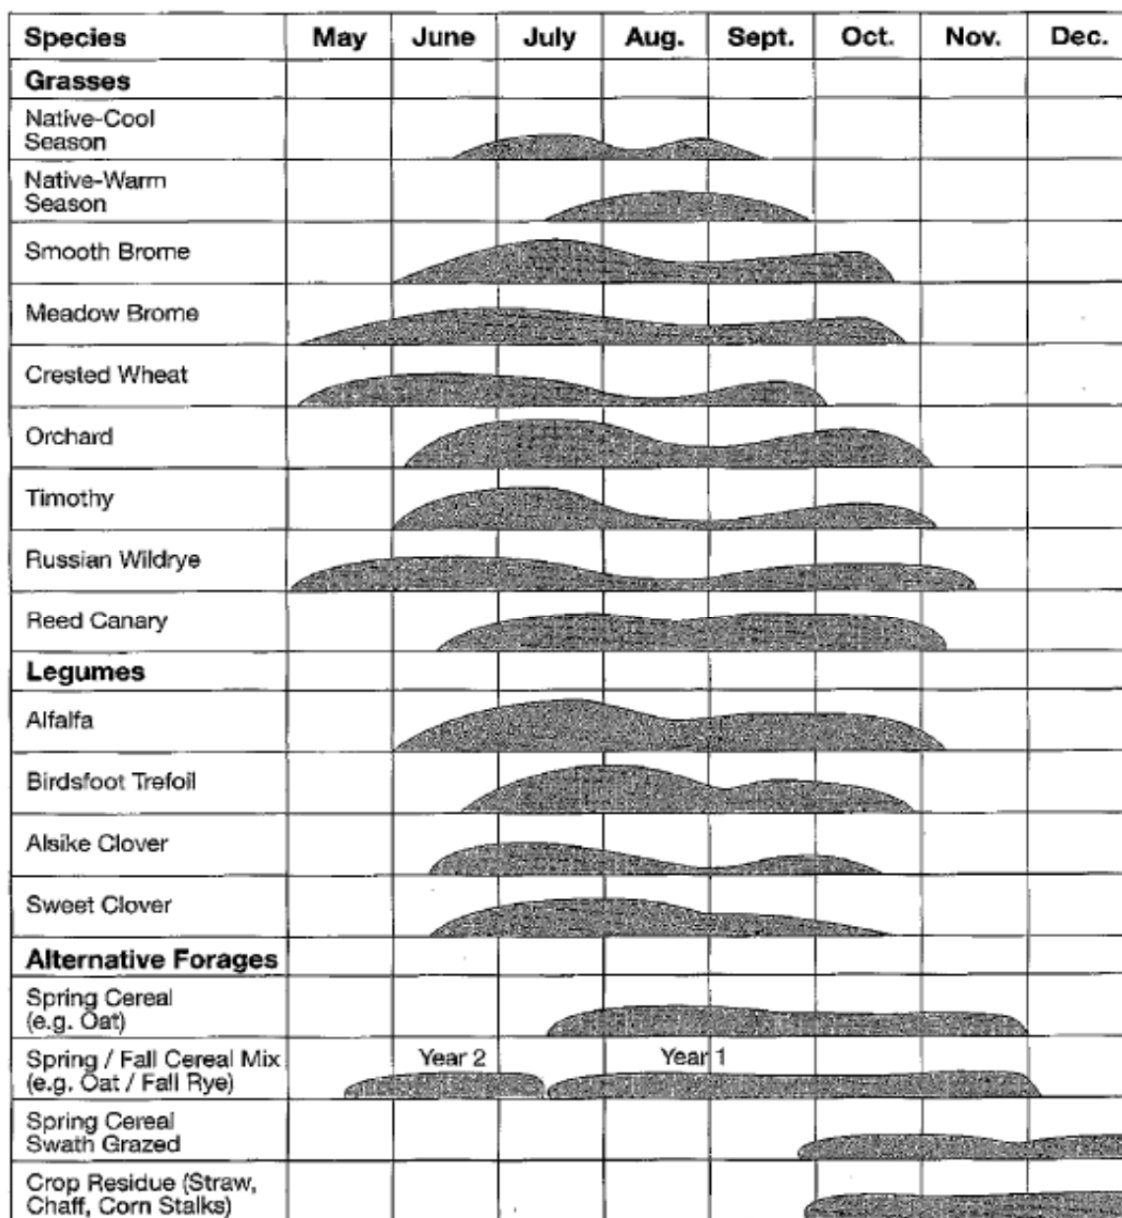 Species May June July Aug. Sept. Oct. Nov. Dec.
Grasses
Native-Cool
Season
Native-Warm
Season
Smooth Brome
Meadow Brome
Crested Wheat
Orchard
Timothy
Russian Wildrye
Reed Canary
Legumes
Alfalfa
Birdsfoot Trefoil
Alsike Clover
Sweet Clover
Alternative Forages
Spring Cereal
(e.g. Oat)
Spring / Fall Cereal Mix Year 2 Year 1
(e.g. Oat / Fall Rye)
Spring Cereal
Swath Grazed
Crop Residue (Straw,
Chaff, Corn Stalks)